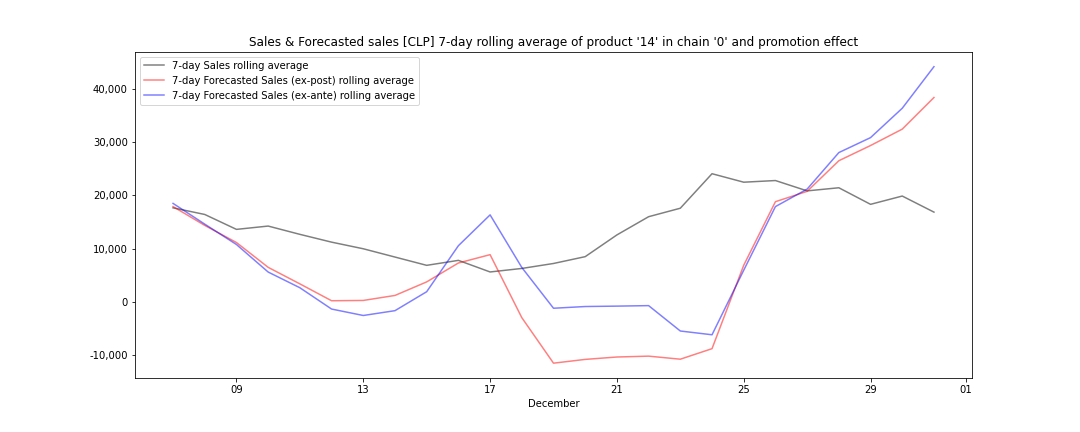 Sales & Forecasted sales [CLP] 7-day rolling average of product '14' in chain '0' and promotion effect
7-day Sales rolling average
7-day Forecasted Sales (ex-post) rolling average
7-day Forecasted Sales (ex-ante) rolling average
40,000
30,000
20,000
10,000
0
-10,000
09 13 17 21 25 29 01
December